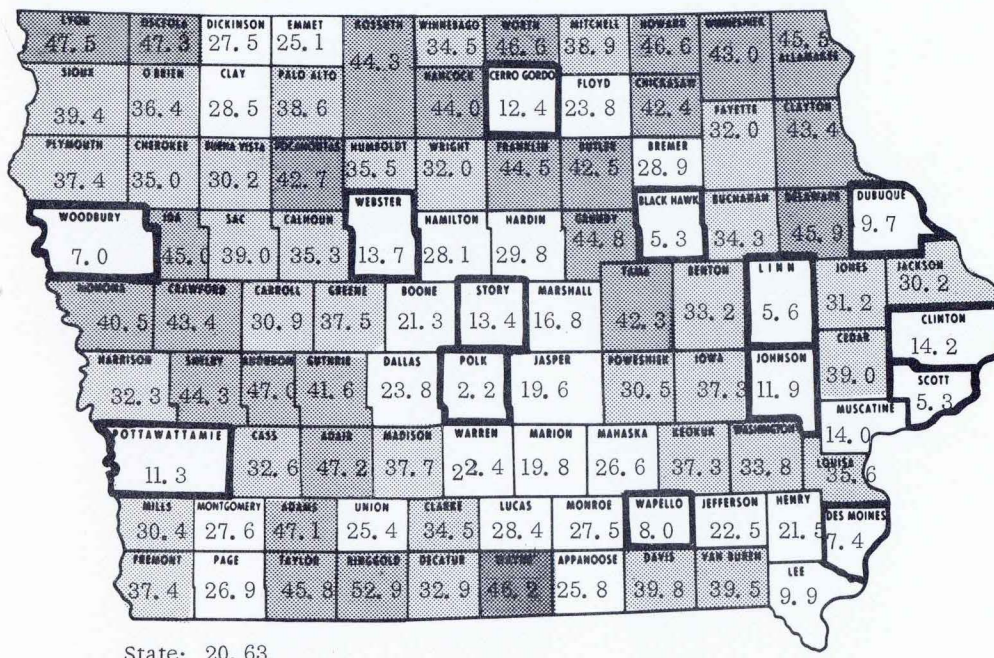 LYON OSCEOLA DICKINSON EMMET KOSSUTH WINNEBAGO WORTH MITCHELL HOWARD WINNESHIEK 45.5
47.5 47.3 27.5 25.1 44.3 34.5 46.6 38.9 46.6 43.0 ALLAMAKEE
SIOUX O BRIEN CLAY PALO ALTO HANCOCK CERRO GORDO FLOYD CHICKASAW FAYETTE CLAYTON
39.4 36.4 28.5 38.6 44.0 12.4 23.8 42.4 32.0 43.4
PLYMOUTH CHEROKEE BUENA VISTA POCAHONTAS HUMBOLDT WRIGHT FRANKLIN BUTLER BREMER
37.4 35.0 30.2 42.7 35.5 32.0 44.5 42.5 28.9
WOODBURY IDA SAC CALHOUN WEBSTER HAMILTON HARDIN GRUNDY BLACK HAWK BUCHANAN DELAWARE DUBUQUE
7.0 45.0 39.0 35.3 13.7 28.1 29.8 44.8 5.3 34.3 45.9 9.7
MONONA CRAWFORD CARROLL GREENE BOONE STORY MARSHALL TAMA BENTON LINN JONES JACKSON
40.5 43.4 30.9 37.5 21.3 13.4 16.8 42.3 33.2 5.6 31.2 30.2
CLINTON
14.2
HARRISON SHELBY AUDUBON GUTHRIE DALLAS POLK JASPER POWESHIEK IOWA JOHNSON CEDAR SCOTT
32.3 44.3 47.0 41.6 23.8 2.2 19.6 30.5 37.3 11.9 39.0 5.3
MUSCATINE
14.0
POTTAWATTAMIE CASS ADAIR MADISON WARREN MARION MAHASKA KEOKUK WASHINGTON LOUISA
11.3 32.6 47.2 37.7 22.4 19.8 26.6 37.3 33.8 35.6
MILLS MONTGOMERY ADAMS UNION CLARKE LUCAS MONROE WAPELLO JEFFERSON HENRY DES MOINES
30.4 27.6 47.1 25.4 34.5 28.4 27.5 8.0 22.5 21.5 7.4
FREMONT PAGE TAYLOR RINGGOLD DECATUR WAYNE APPANOOSE DAVIS VAN BUREN LEE
37.4 26.9 45.8 52.9 32.9 46.2 25.8 39.8 39.5 9.9
State: 20.63